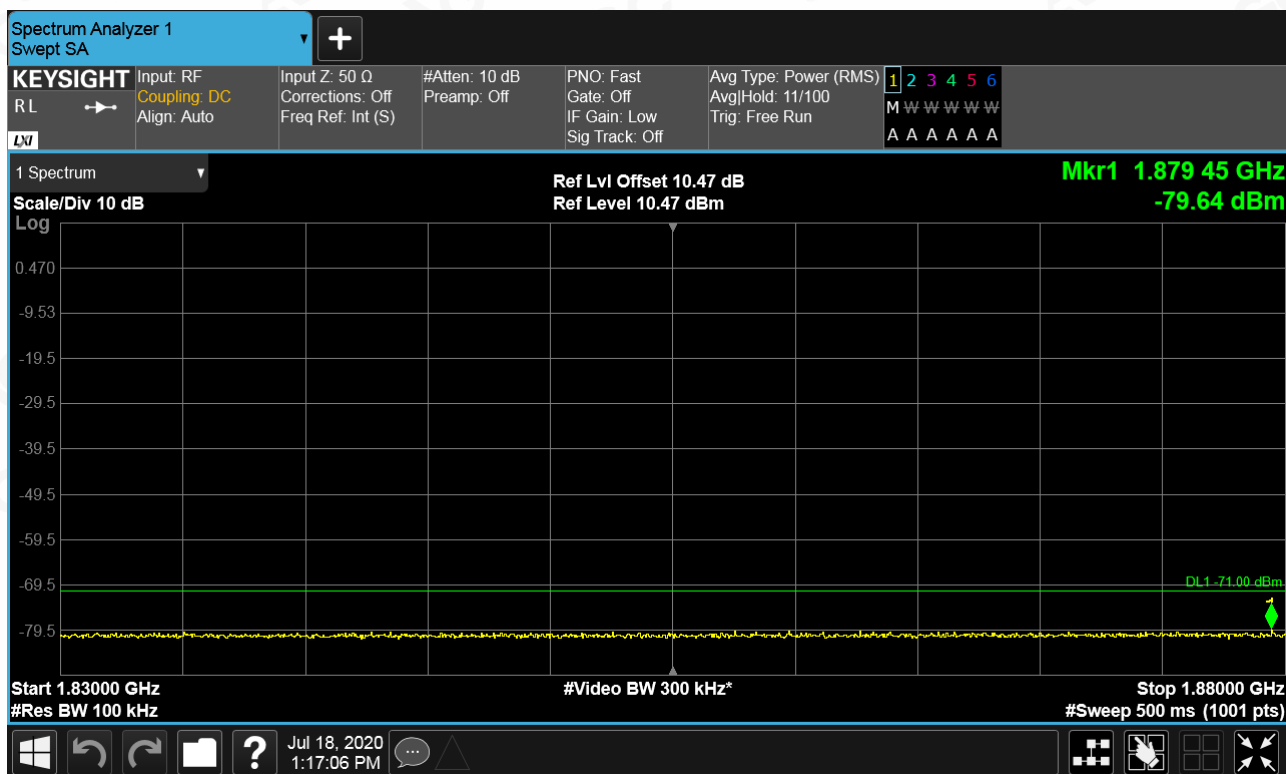 Spectrum Analyzer 1
Swept SA
▼
+
KEYSIGHT
R L
LXI
Input: RF
Coupling: DC
Align: Auto
Input Z: 50 Ω
Corrections: Off
Freq Ref: Int (S)
#Atten: 10 dB
Preamp: Off
PNO: Fast
Gate: Off
IF Gain: Low
Sig Track: Off
Avg Type: Power (RMS)
Avg|Hold: 11/100
Trig: Free Run
1 2 3 4 5 6
M W W W W W
A A A A A A
1 Spectrum
▼
Scale/Div 10 dB
Log
Ref Lvl Offset 10.47 dB
Ref Level 10.47 dBm
Mkr1 1.879 45 GHz
-79.64 dBm
0.470
-9.53
-19.5
-29.5
-39.5
-49.5
-59.5
-69.5
DL1 -71.00 dBm
1
-79.5
Start 1.83000 GHz
#Res BW 100 kHz
#Video BW 300 kHz*
Stop 1.88000 GHz
#Sweep 500 ms (1001 pts)
?
Jul 18, 2020
1:17:06 PM